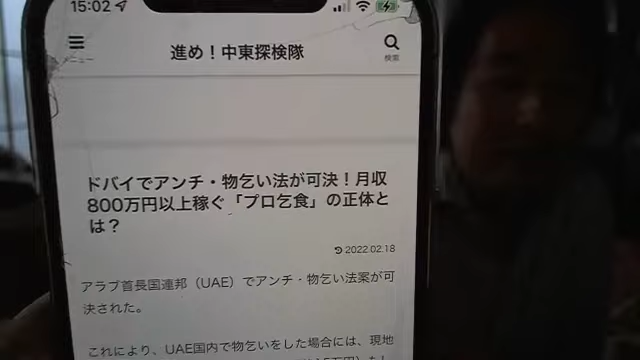 15:02
進め！中東探検隊
検索
ドバイでアンチ・物乞い法が可決！月収
800万円以上稼ぐ「プロ乞食」の正体と
は？
2022.02.18
アラブ首長国連邦（UAE）でアンチ・物乞い法案が可
決された。
これにより、UAE国内で物乞いをした場合には、現地